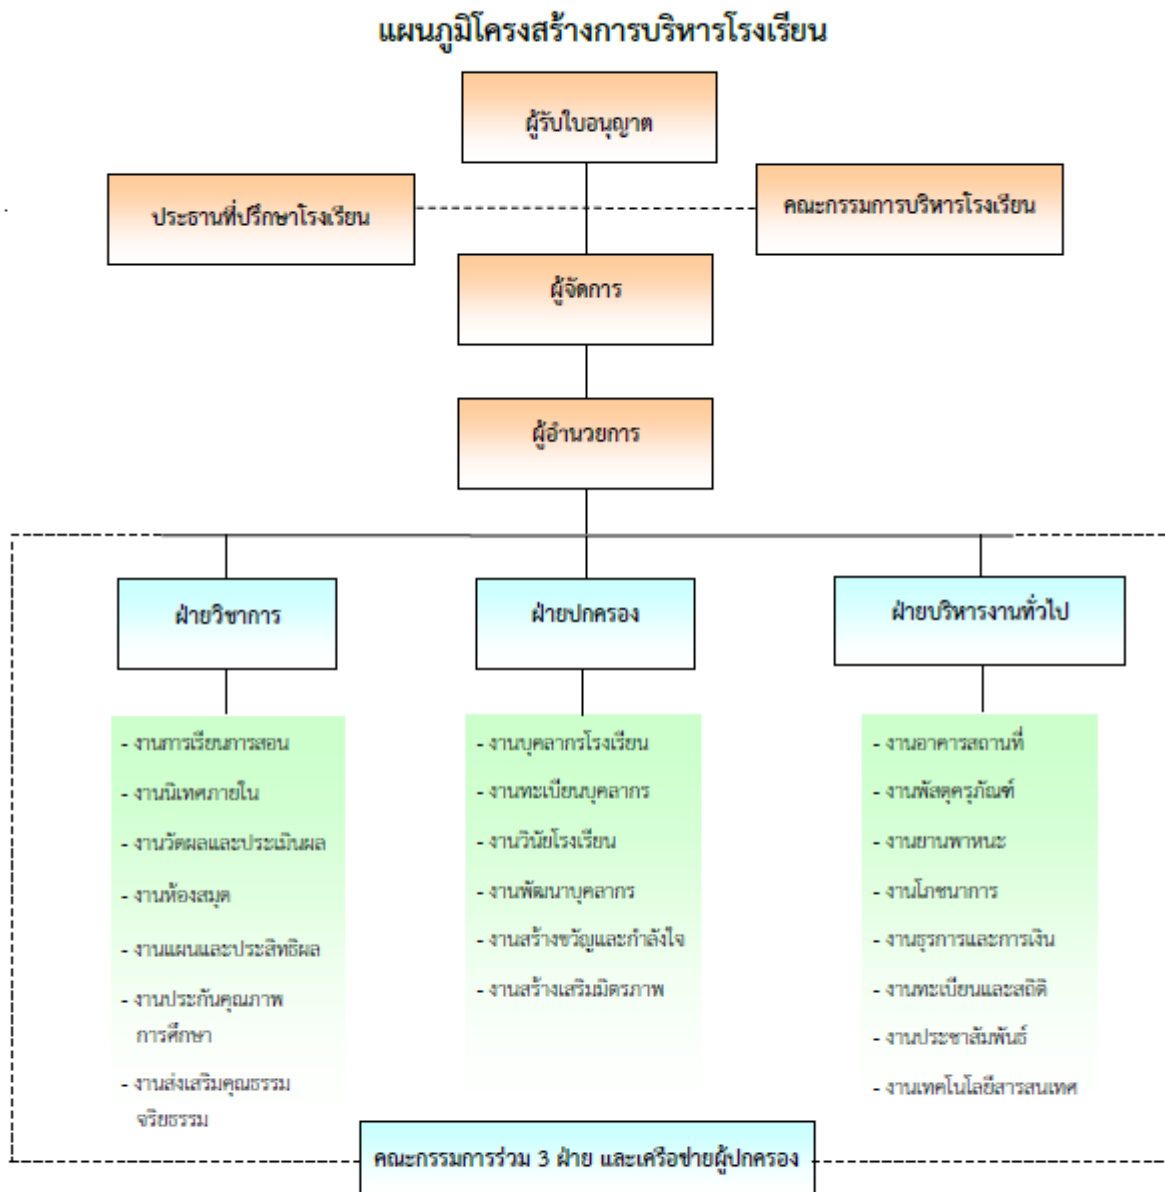 แผนภูมิโครงสร้างการบริหารโรงเรียน
ผู้รับใบอนุญาต
ประธานที่ปรึกษาโรงเรียน
คณะกรรมการบริหารโรงเรียน
ผู้จัดการ
ผู้อำนวยการ
ฝ่ายวิชาการ
- งานการเรียนการสอน
- งานนิเทศภายใน
- งานวัดผลและประเมินผล
- งานห้องสมุด
- งานแผนและประสิทธิผล
- งานประกันคุณภาพ
การศึกษา
- งานส่งเสริมคุณธรรม
จริยธรรม
ฝ่ายปกครอง
- งานบุคลากรโรงเรียน
- งานทะเบียนบุคลากร
- งานวินัยโรงเรียน
- งานพัฒนาบุคลากร
- งานสร้างขวัญและกำลังใจ
- งานสร้างเสริมมิตรภาพ
ฝ่ายบริหารงานทั่วไป
- งานอาคารสถานที่
- งานพัสดุครุภัณฑ์
- งานยานพาหนะ
- งานโภชนาการ
- งานธุรการและการเงิน
- งานทะเบียนและสถิติ
- งานประชาสัมพันธ์
- งานเทคโนโลยีสารสนเทศ
คณะกรรมการร่วม 3 ฝ่าย และเครือข่ายผู้ปกครอง